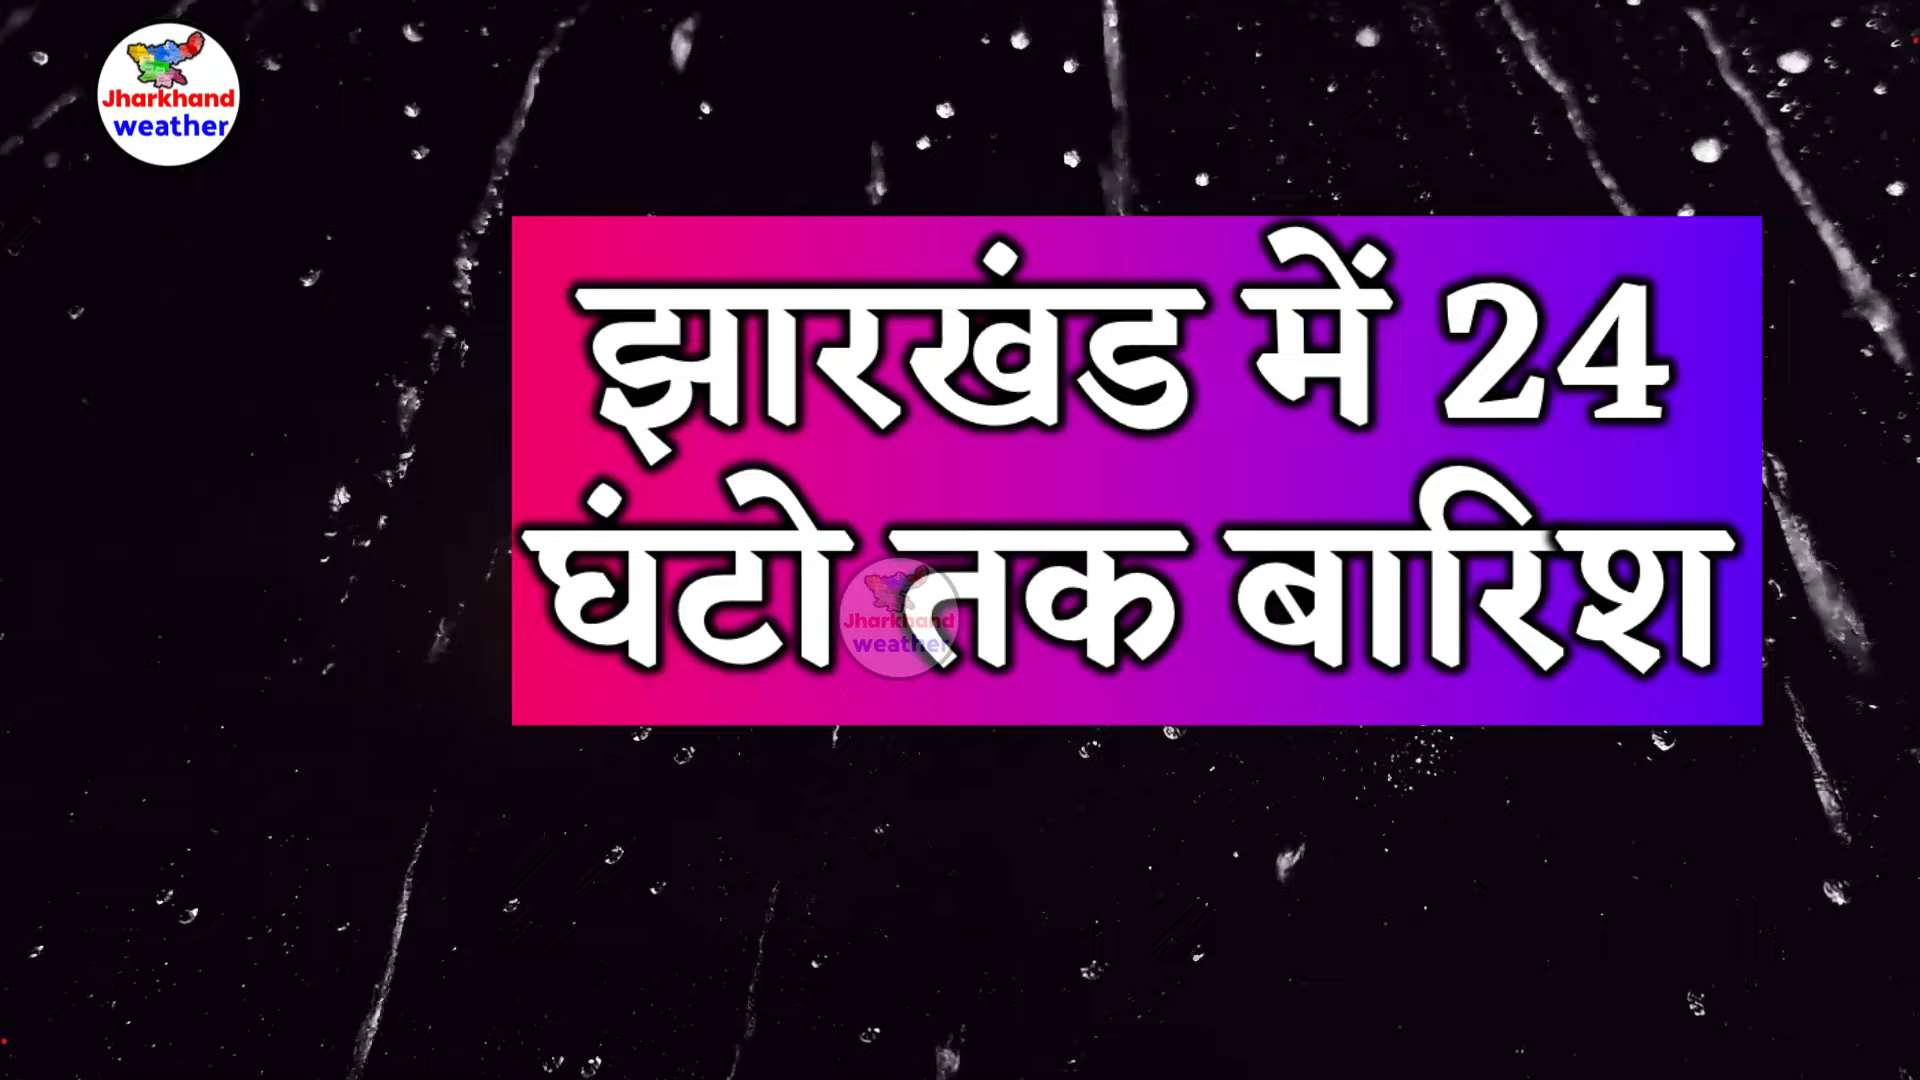 Jharkhand
weather
झारखंड में 24
घंटो तक बारिश
Jharkhand
weather